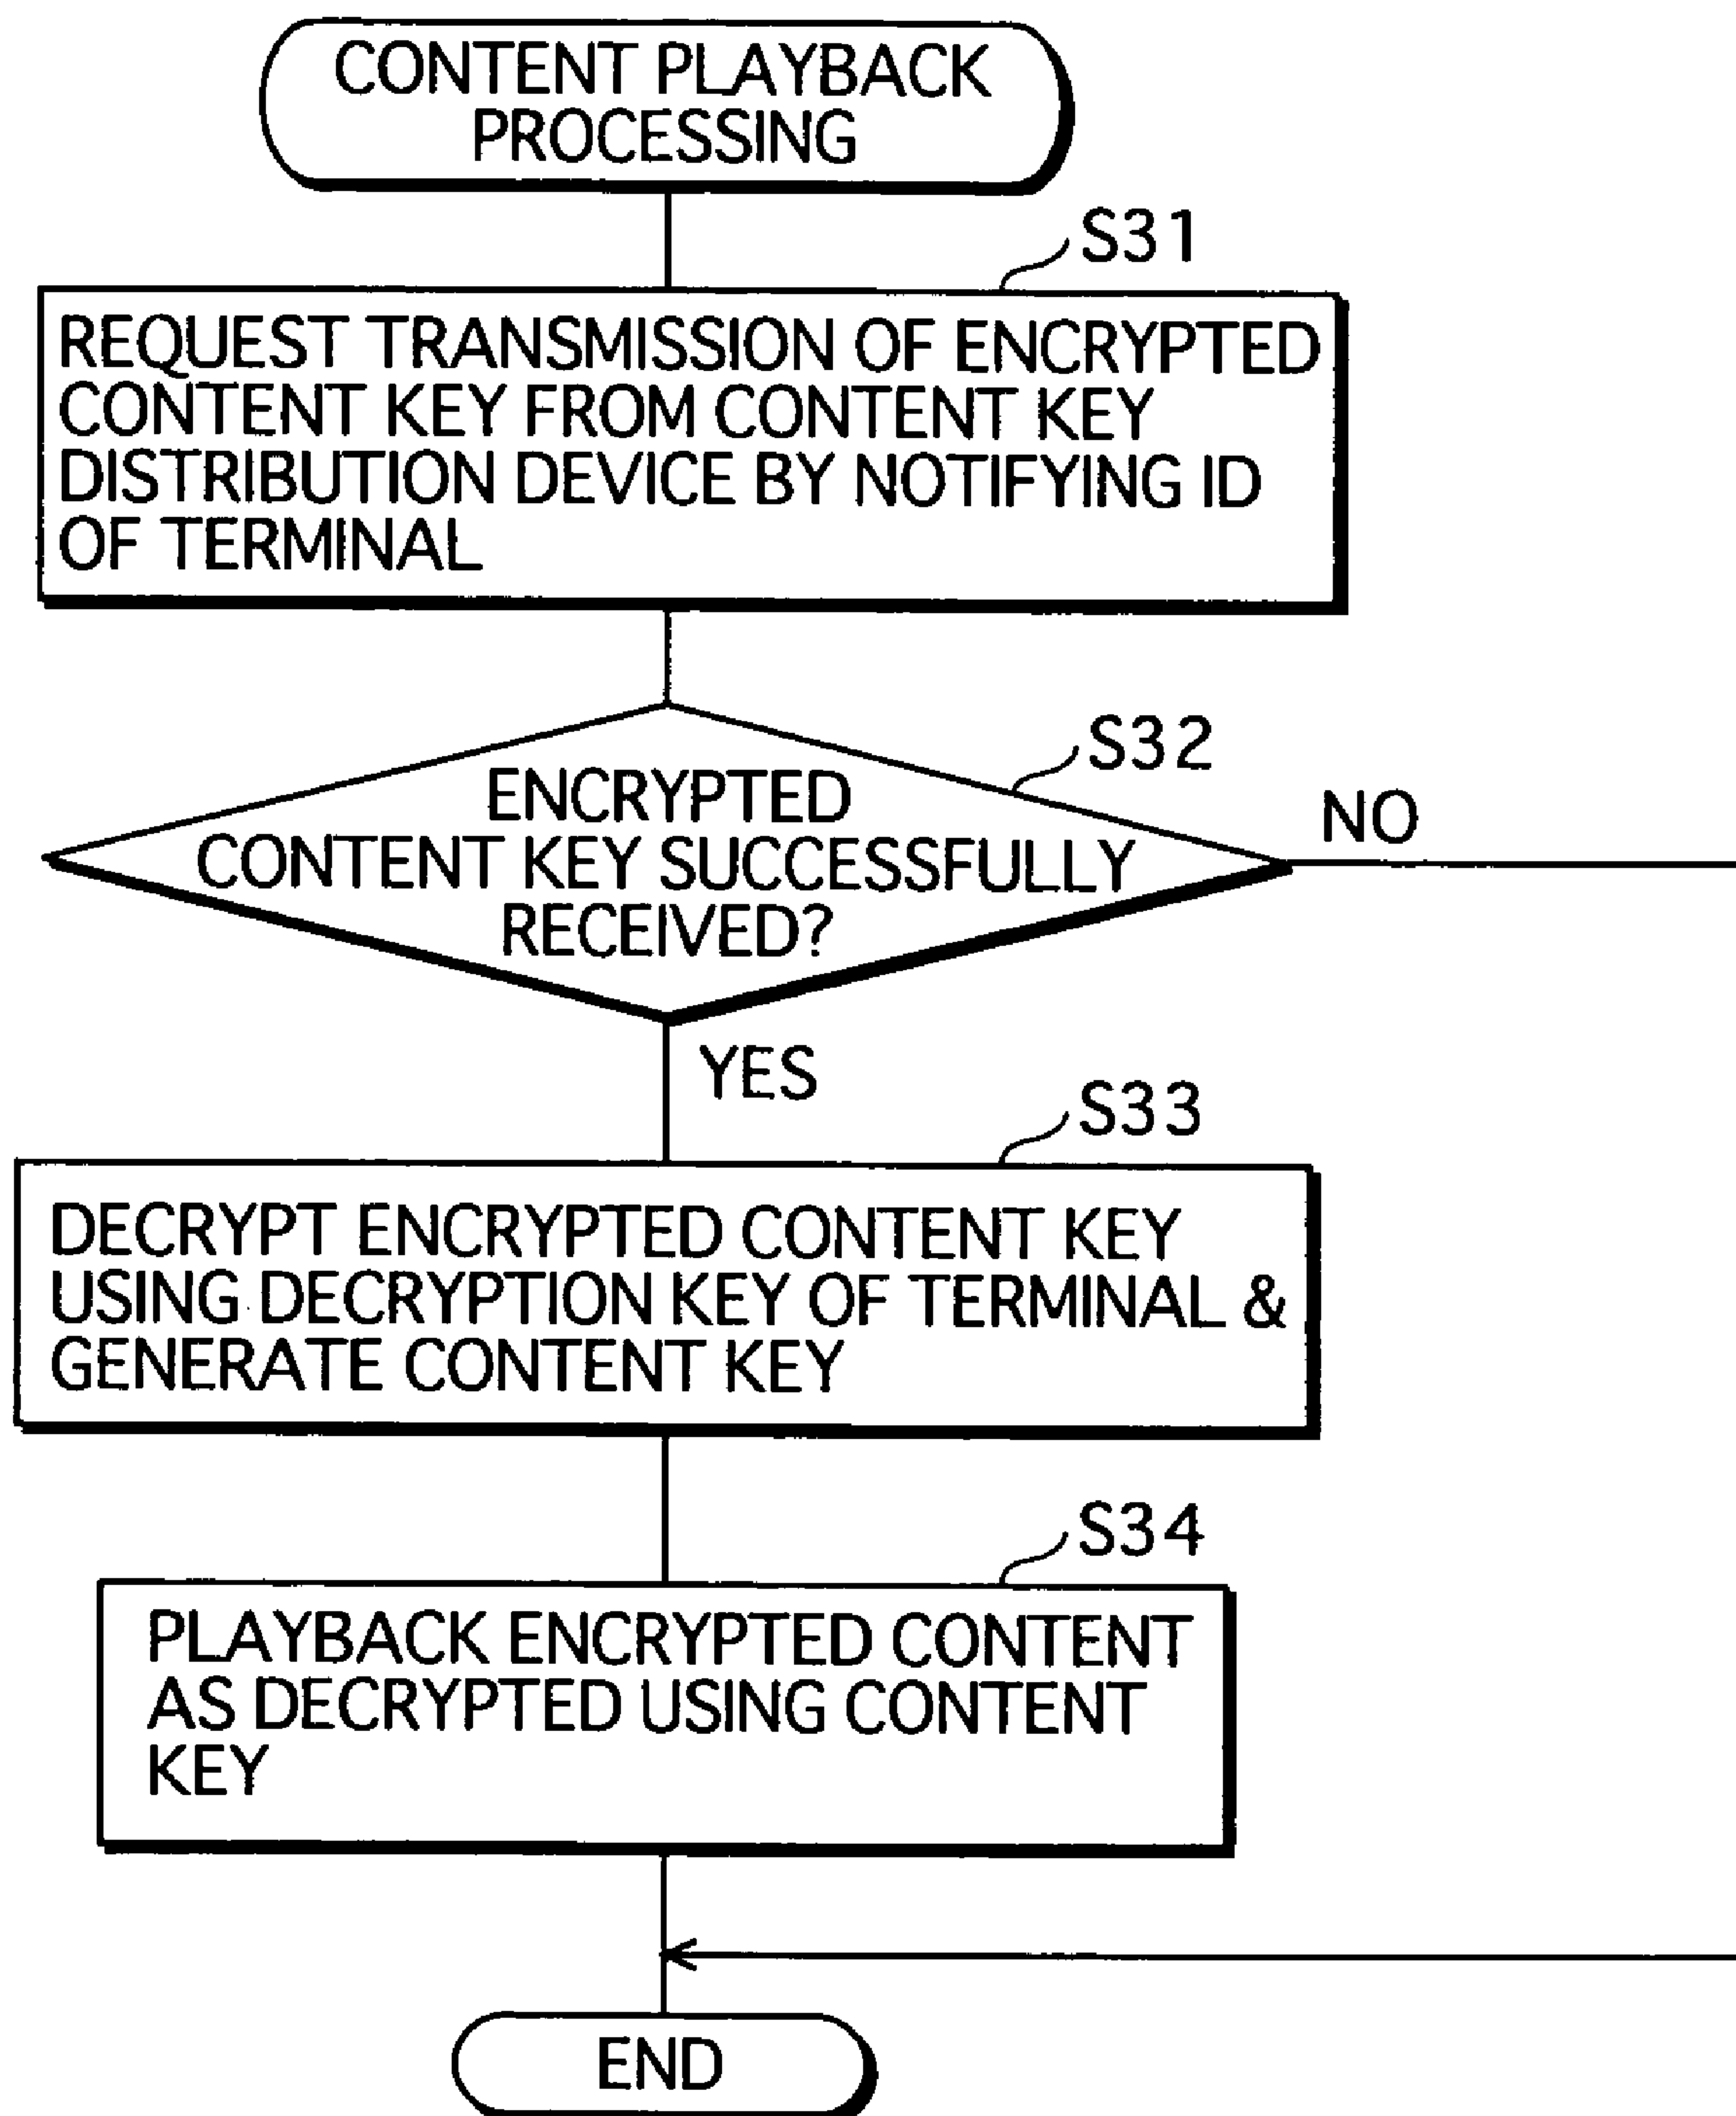 CONTENT PLAYBACK
PROCESSING
S31
REQUEST TRANSMISSION OF ENCRYPTED
CONTENT KEY FROM CONTENT KEY
DISTRIBUTION DEVICE BY NOTIFYING ID
OF TERMINAL
S32
ENCRYPTED
CONTENT KEY SUCCESSFULLY
RECEIVED?
NO
YES
S33
DECRYPT ENCRYPTED CONTENT KEY
USING DECRYPTION KEY OF TERMINAL &
GENERATE CONTENT KEY
S34
PLAYBACK ENCRYPTED CONTENT
AS DECRYPTED USING CONTENT
KEY
END